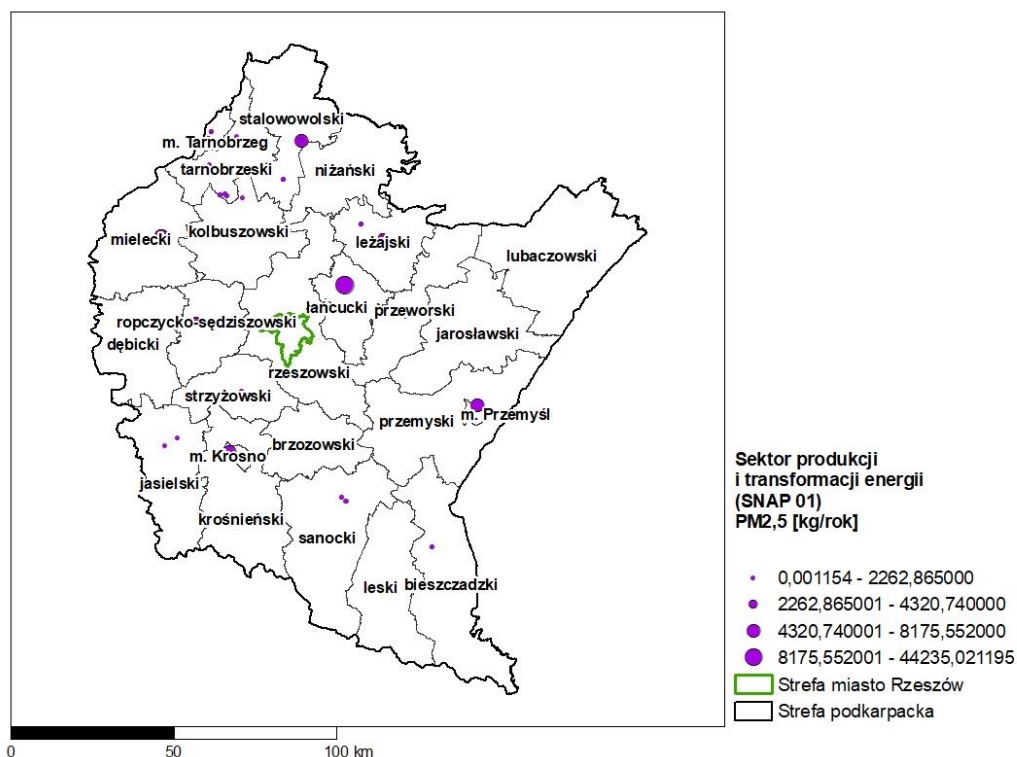 stalowowolski
m. Tarnobrzeg
tarnobrzeski
niżański
mielecki
kolbuszowski
leżajski
lubaczowski
łańcucki
przeworski
ropczycko-sędziszowski
dębicki
jarosławski
rzeszowski
strzyżowski
przemyski
m. Przemyśl
brzozowski
m. Krosno
jasielski
krośnieński
sanocki
leski
bieszczadzki
Sektor produkcji
i transformacji energii
(SNAP 01)
PM2,5 [kg/rok]
0,001154 - 2262,865000
2262,865001 - 4320,740000
4320,740001 - 8175,552000
8175,552001 - 44235,021195
Strefa miasto Rzeszów
Strefa podkarpacka
0 50 100 km